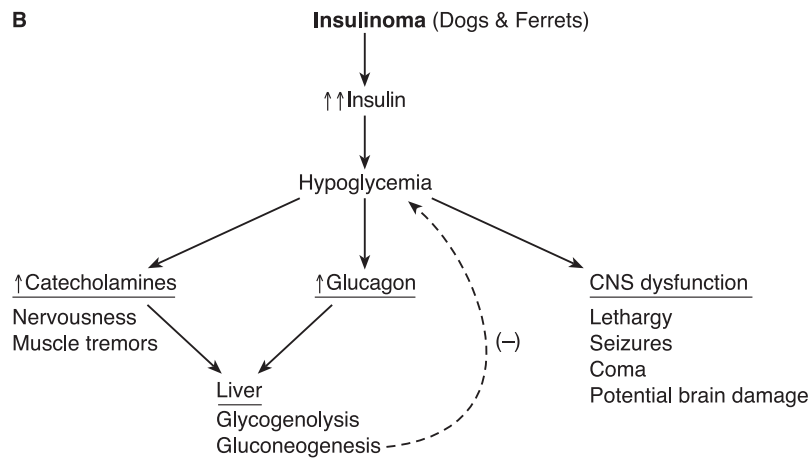 B
Insulinoma (Dogs & Ferrets)
↑↑Insulin
Hypoglycemia
↑Catecholamines
Nervousness
Muscle tremors
↑Glucagon
CNS dysfunction
Lethargy
Seizures
Coma
Potential brain damage
(–)
Liver
Glycogenolysis
Gluconeogenesis